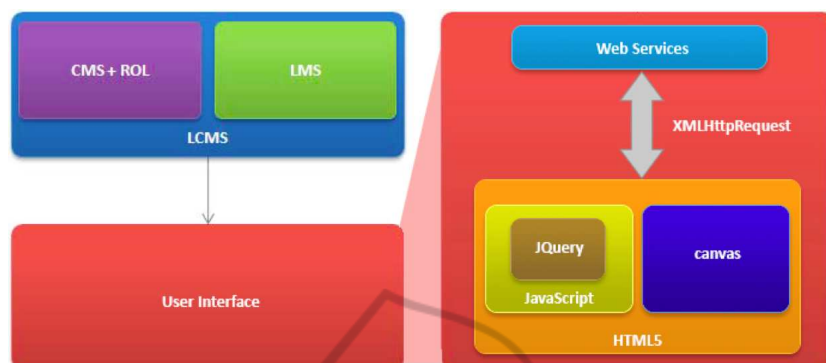 CMS + ROL
LMS
LCMS
User Interface
Web Services
XMLHttpRequest
JQuery
JavaScript
canvas
HTML5